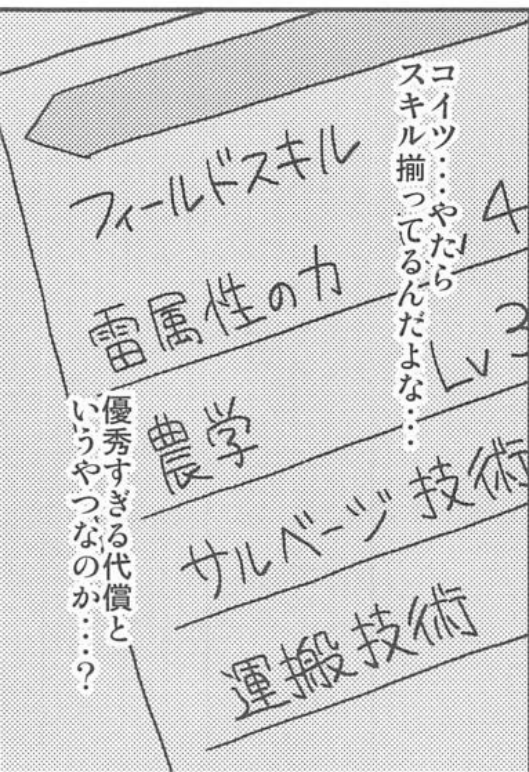 コイツ・・・やたら
スキル揃ってるんだよな・・・
フィールドスキル
雷属性の力
4
農学
Lv3
サルベージ技術
運搬技術
優秀すぎる代償と
いうやつなのか・・・？